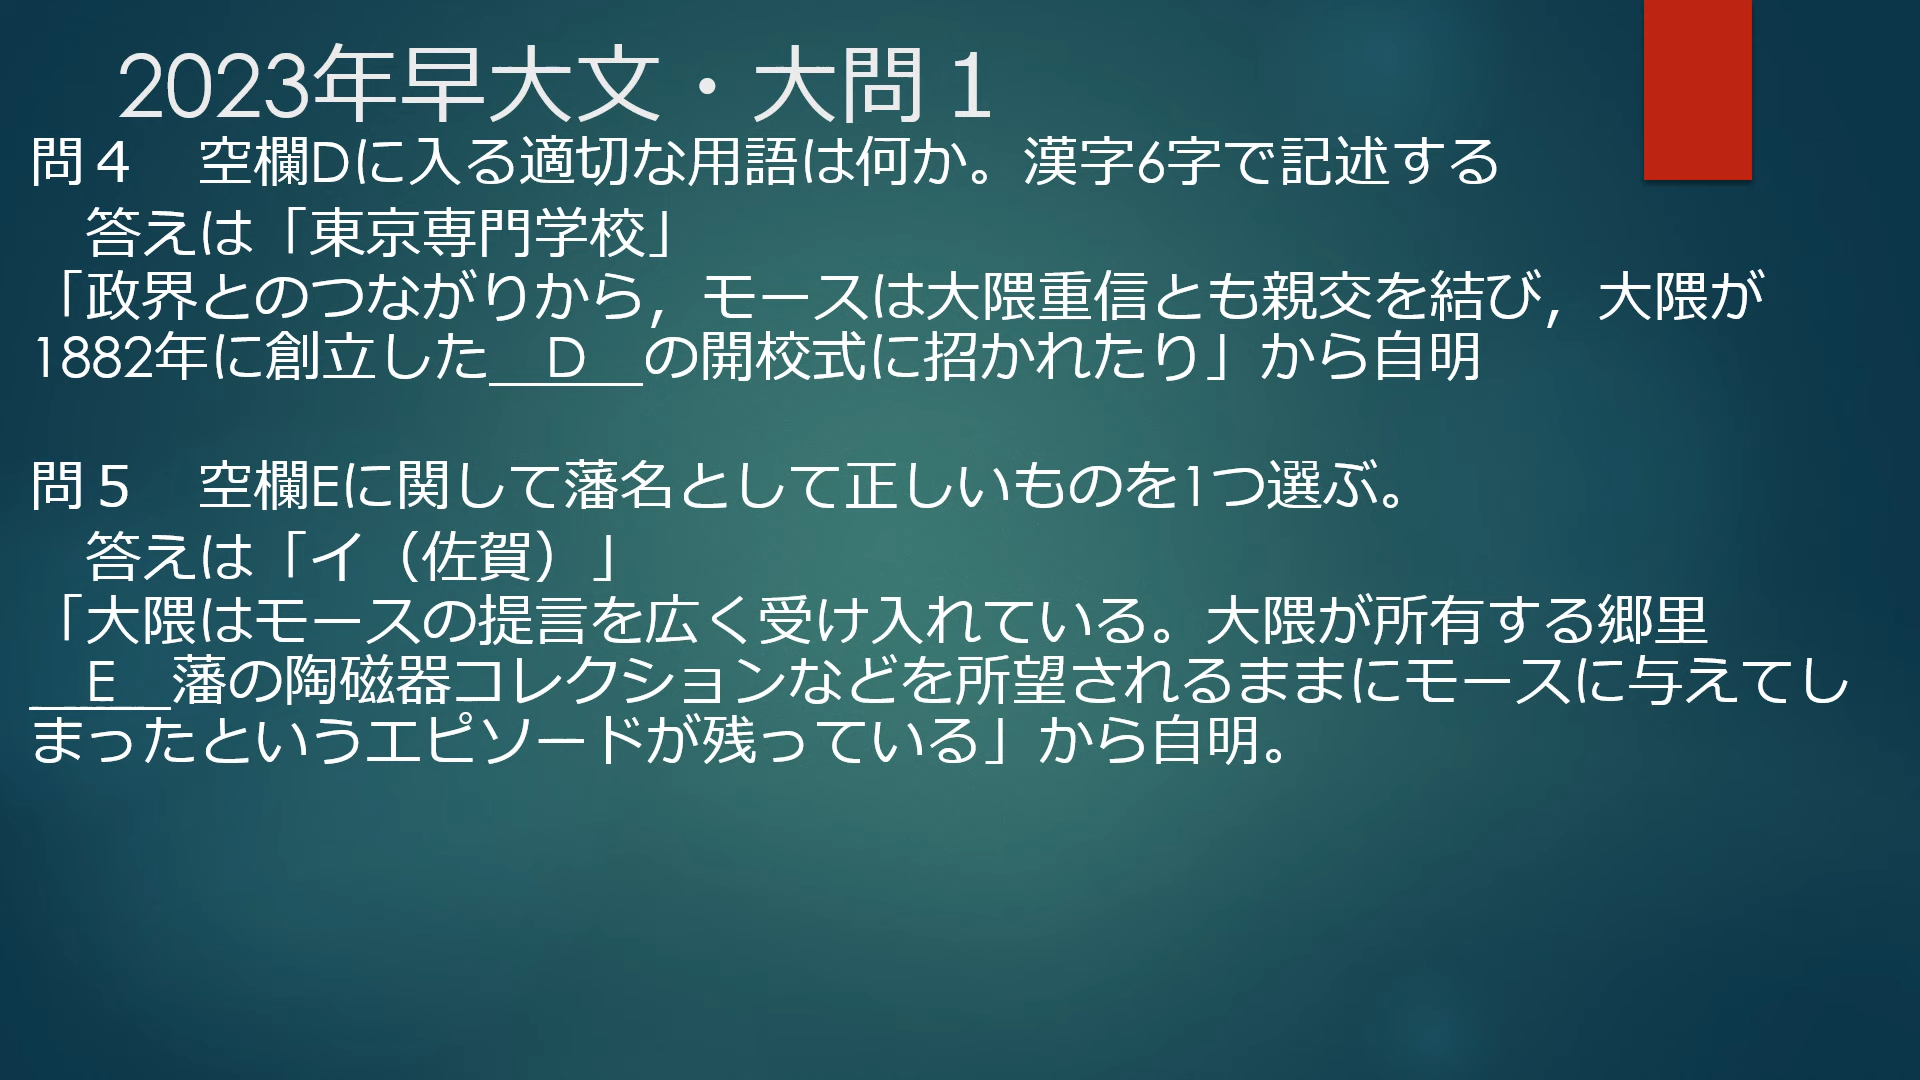 2023年早大文・大問１
問４　空欄Dに入る適切な用語は何か。漢字6字で記述する
　答えは「東京専門学校」
「政界とのつながりから，モースは大隈重信とも親交を結び，大隈が
1882年に創立した＿D＿の開校式に招かれたり」から自明
問５　空欄Eに関して藩名として正しいものを1つ選ぶ。
　答えは「イ（佐賀）」
「大隈はモースの提言を広く受け入れている。大隈が所有する郷里
＿E＿藩の陶磁器コレクションなどを所望されるままにモースに与えてし
まったというエピソードが残っている」から自明。